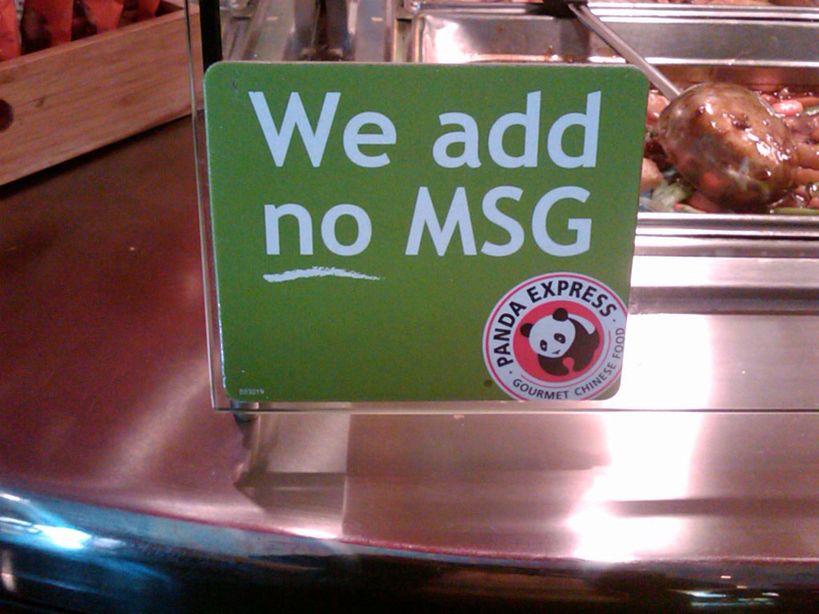 We add
no MSG
PANDA EXPRESS
GOURMET CHINESE FOOD